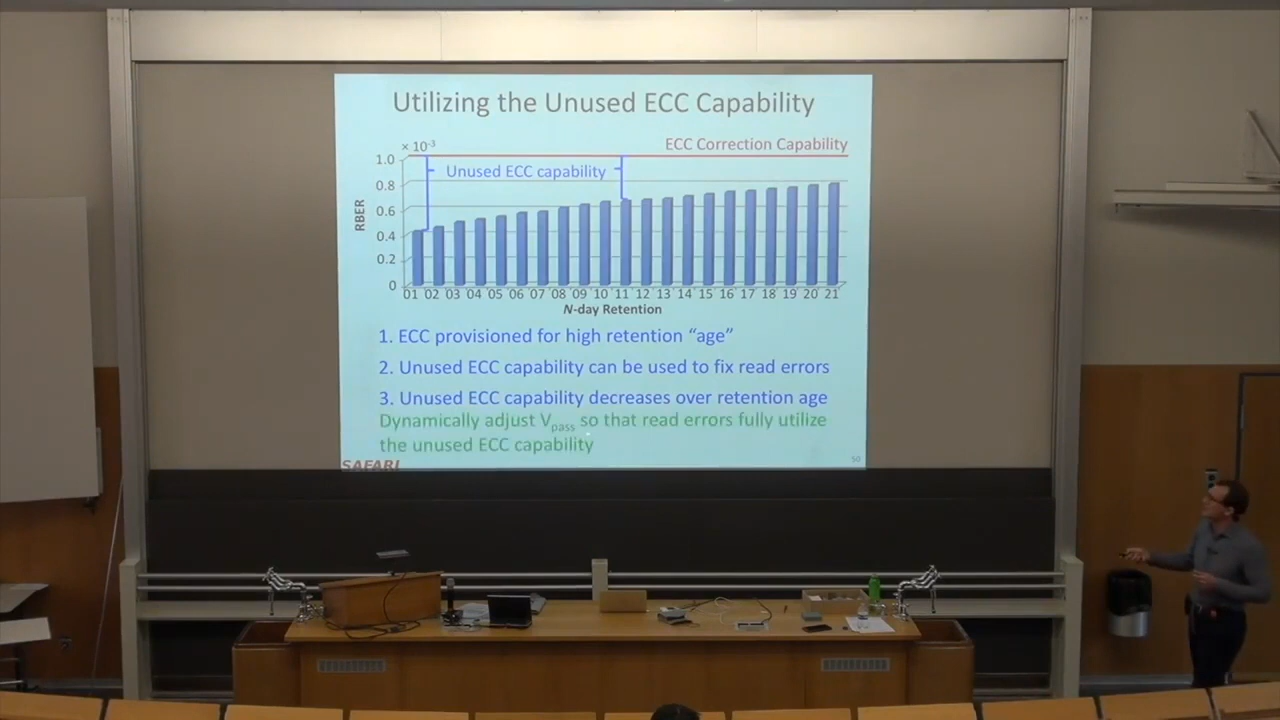 Utilizing the Unused ECC Capability
× 10⁻³
ECC Correction Capability
1.0
Unused ECC capability
0.8
0.6
0.4
0.2
0
RBER
01 02 03 04 05 06 07 08 09 10 11 12 13 14 15 16 17 18 19 20 21
N-day Retention
1. ECC provisioned for high retention “age”
2. Unused ECC capability can be used to fix read errors
3. Unused ECC capability decreases over retention age
Dynamically adjust Vpass so that read errors fully utilize
the unused ECC capability
SAFARI
50